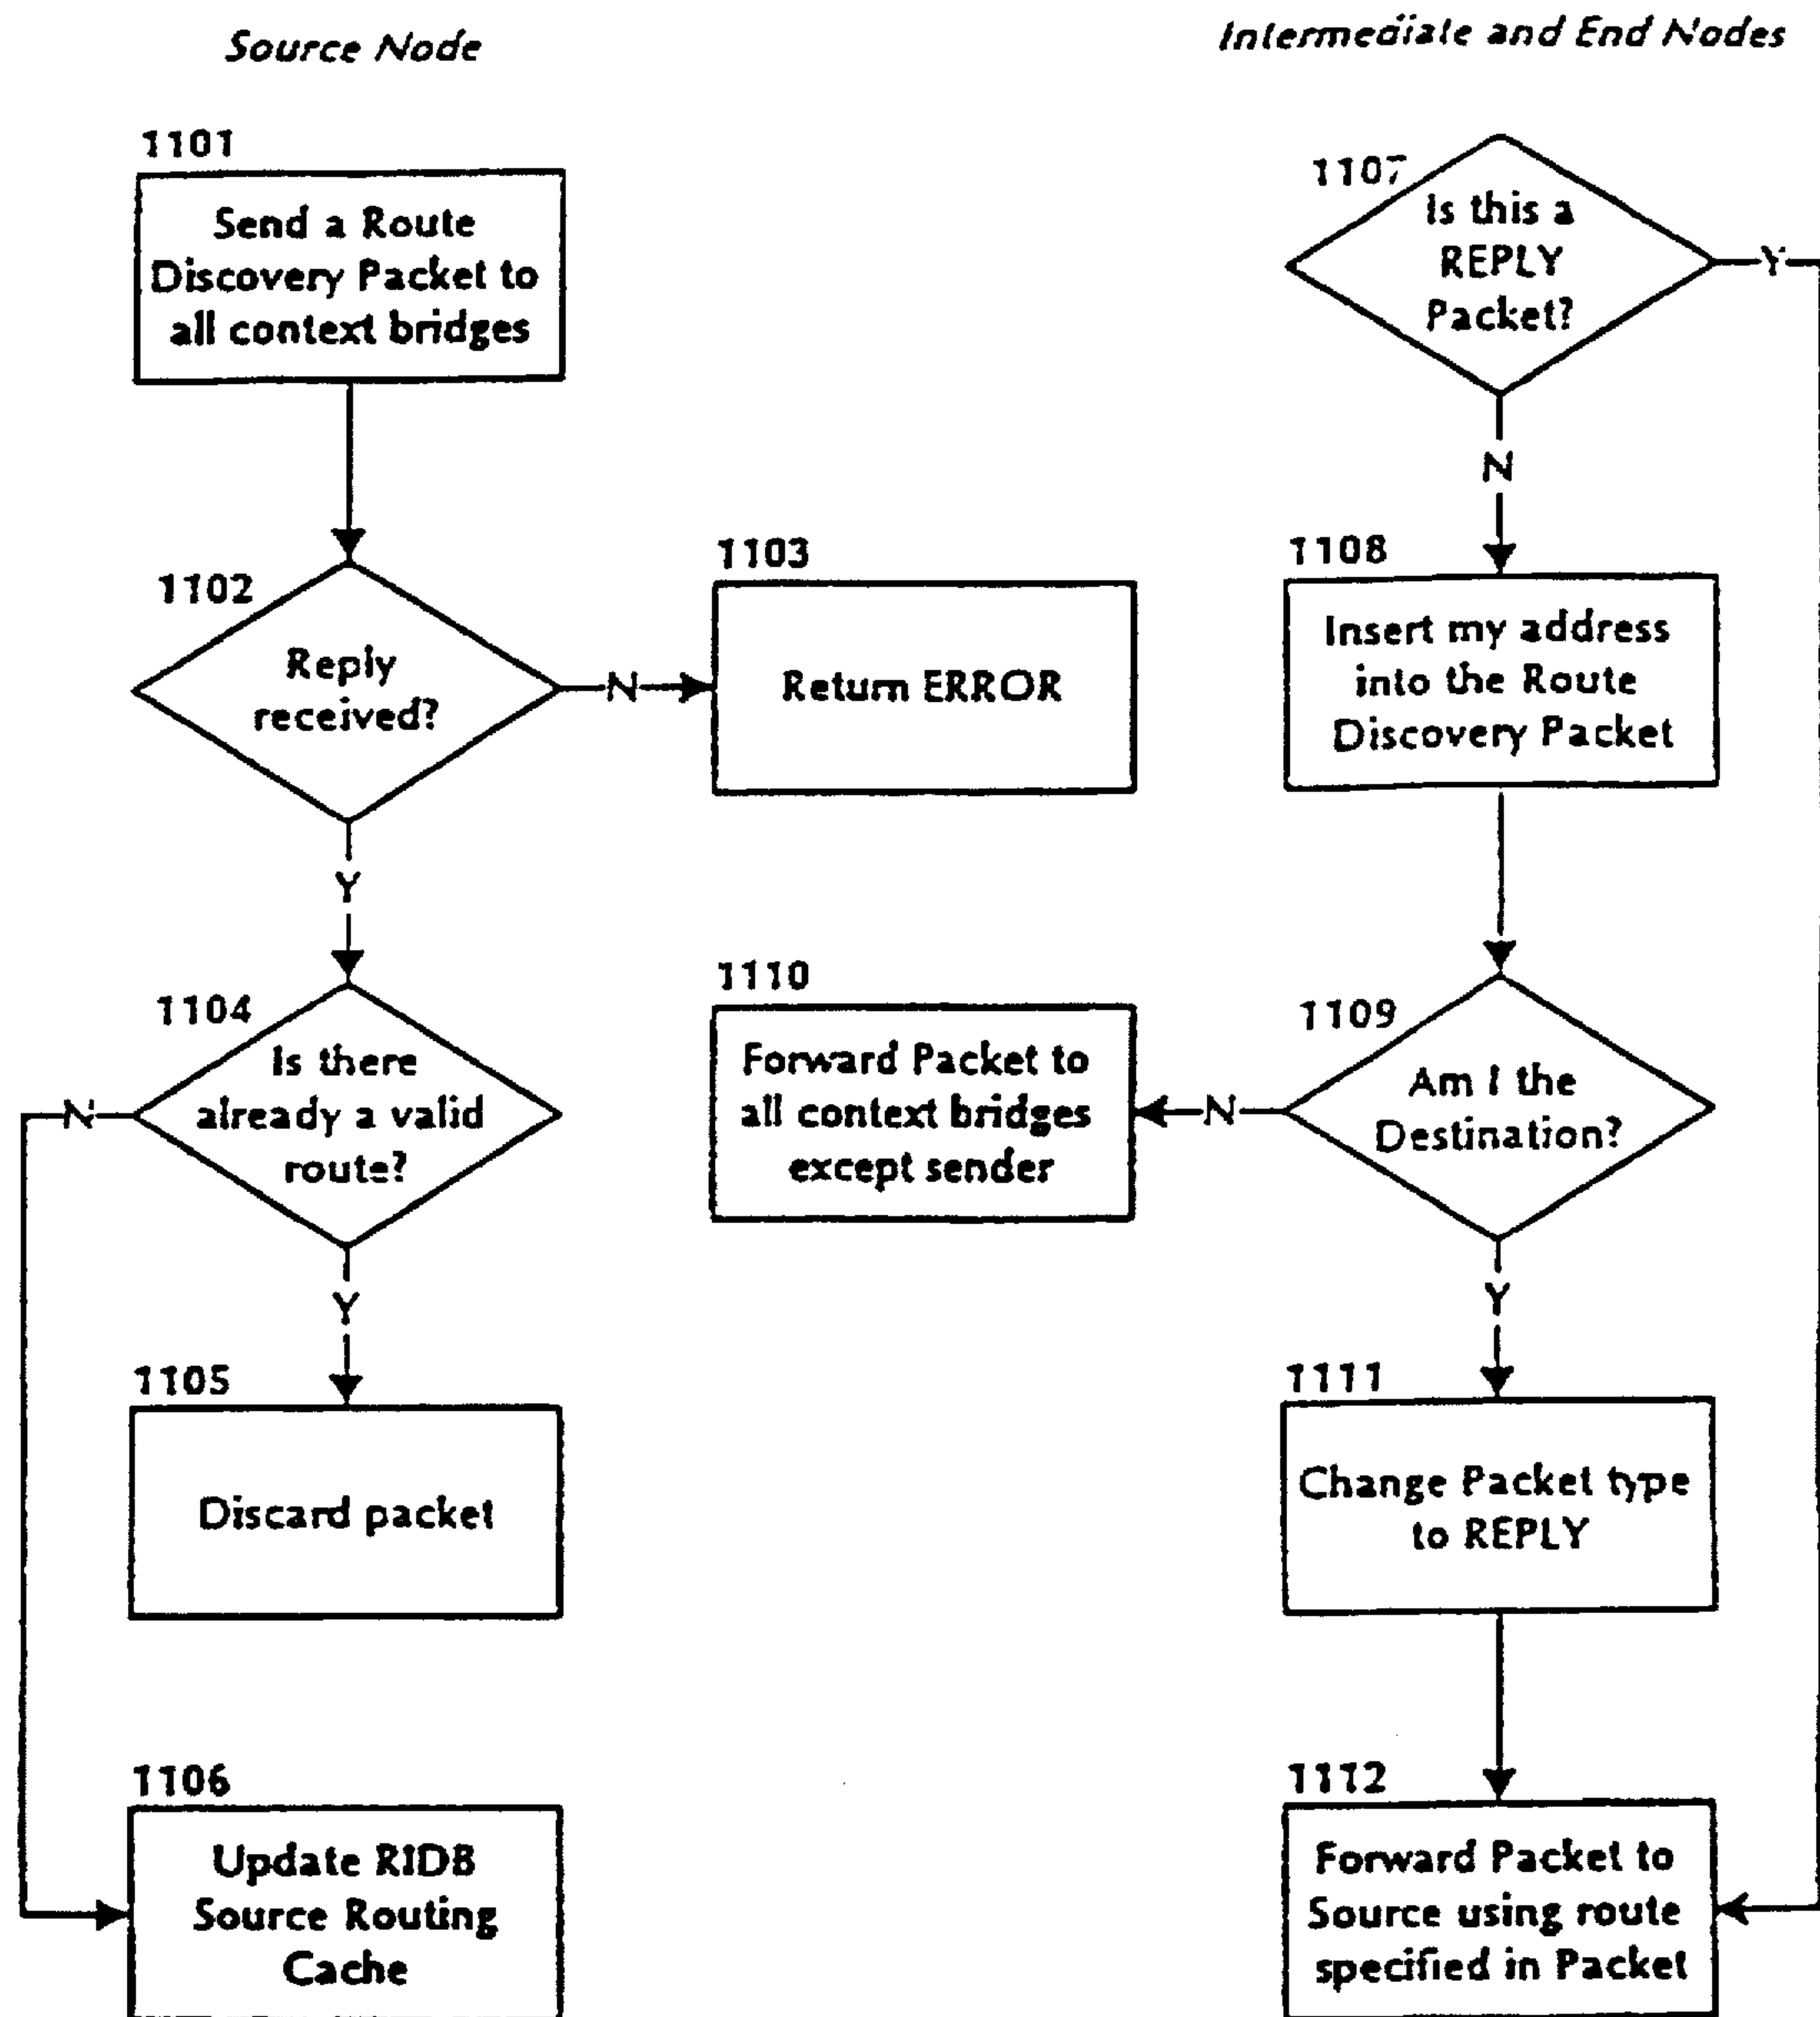 Source Node
Intermediate and End Nodes
1101
Send a Route
Discovery Packet to
all context bridges
1102
Reply
received?
N
1103
Return ERROR
Y
1104
Is there
already a valid
route?
N
Y
1105
Discard packet
1106
Update RIDB
Source Routing
Cache
1107
Is this a
REPLY
Packet?
Y
N
1108
Insert my address
into the Route
Discovery Packet
1109
Am I the
Destination?
N
1110
Forward Packet to
all context bridges
except sender
Y
1111
Change Packet type
to REPLY
1112
Forward Packet to
Source using route
specified in Packet